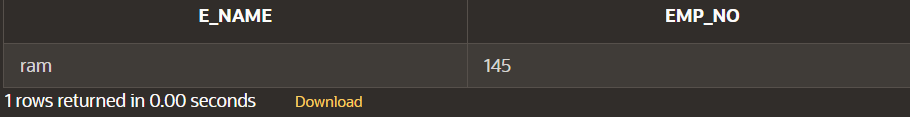 E_NAME EMP_NO
ram 145
1 rows returned in 0.00 seconds Download